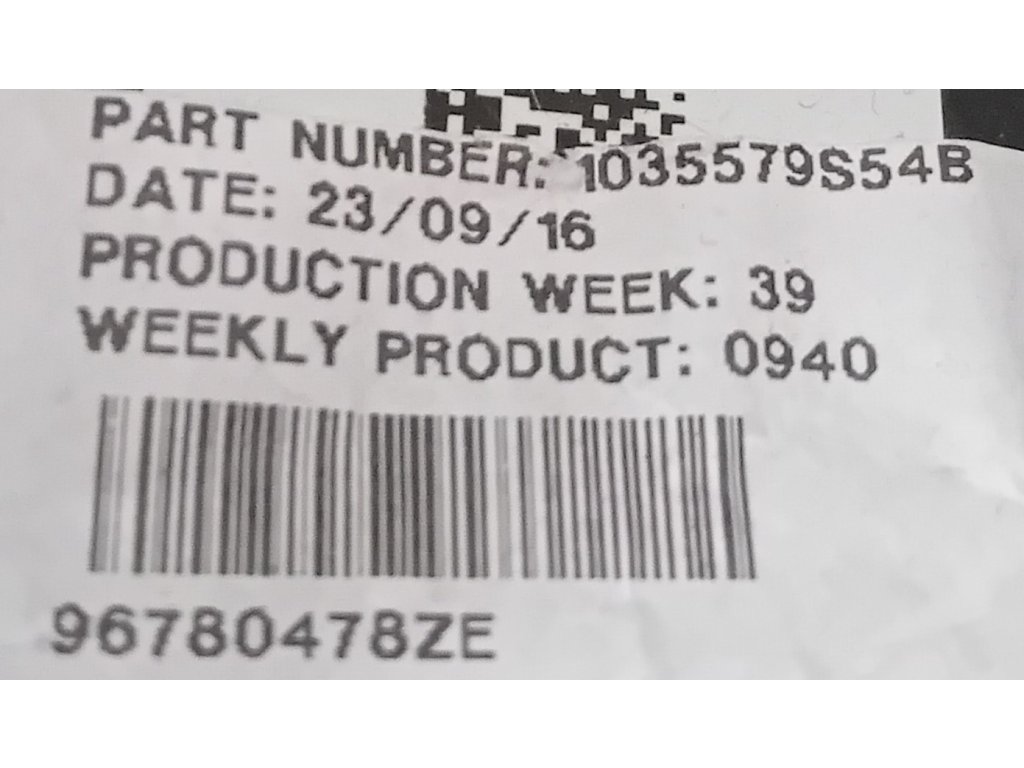 PART NUMBER: 1035579S54B
DATE: 23/09/16
PRODUCTION WEEK: 39
WEEKLY PRODUCT: 0940
96780478ZE